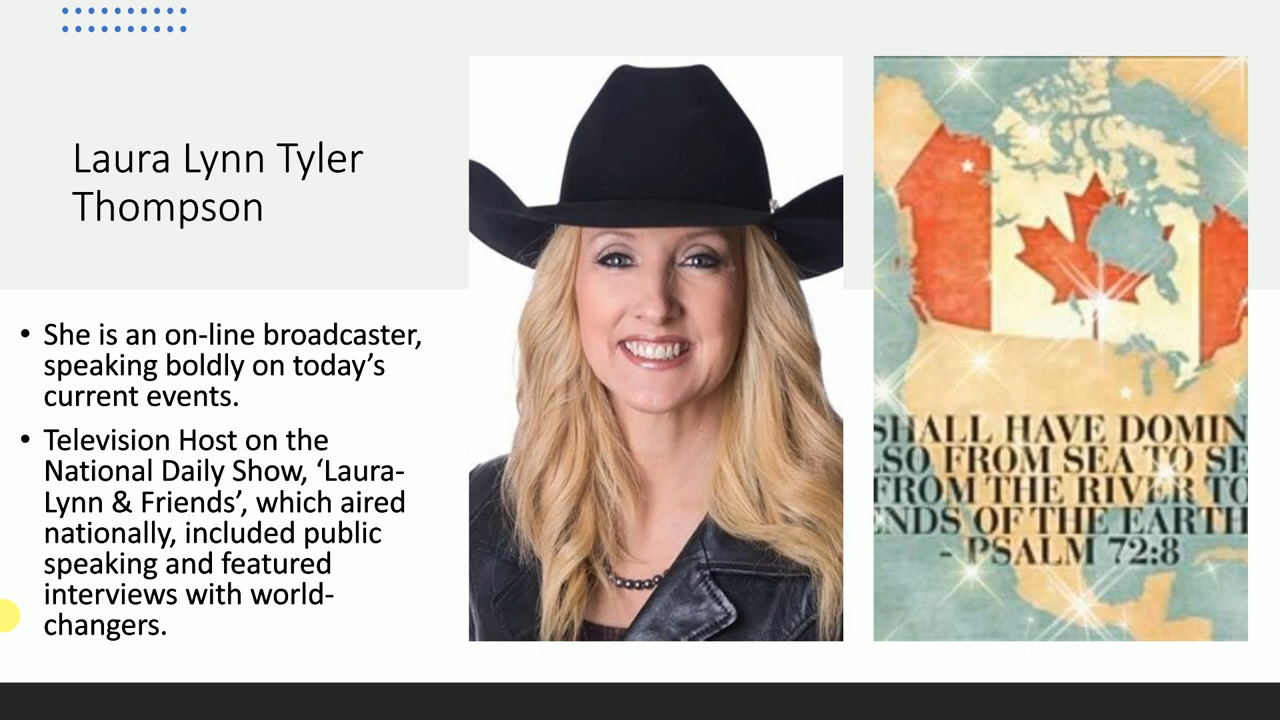 Laura Lynn Tyler
Thompson
• She is an on-line broadcaster,
speaking boldly on today’s
current events.
• Television Host on the
National Daily Show, ‘Laura-
Lynn & Friends’, which aired
nationally, included public
speaking and featured
interviews with world-
changers.
SHALL HAVE DOMIN
LSO FROM SEA TO SE
FROM THE RIVER TO
ENDS OF THE EARTH
- PSALM 72:8